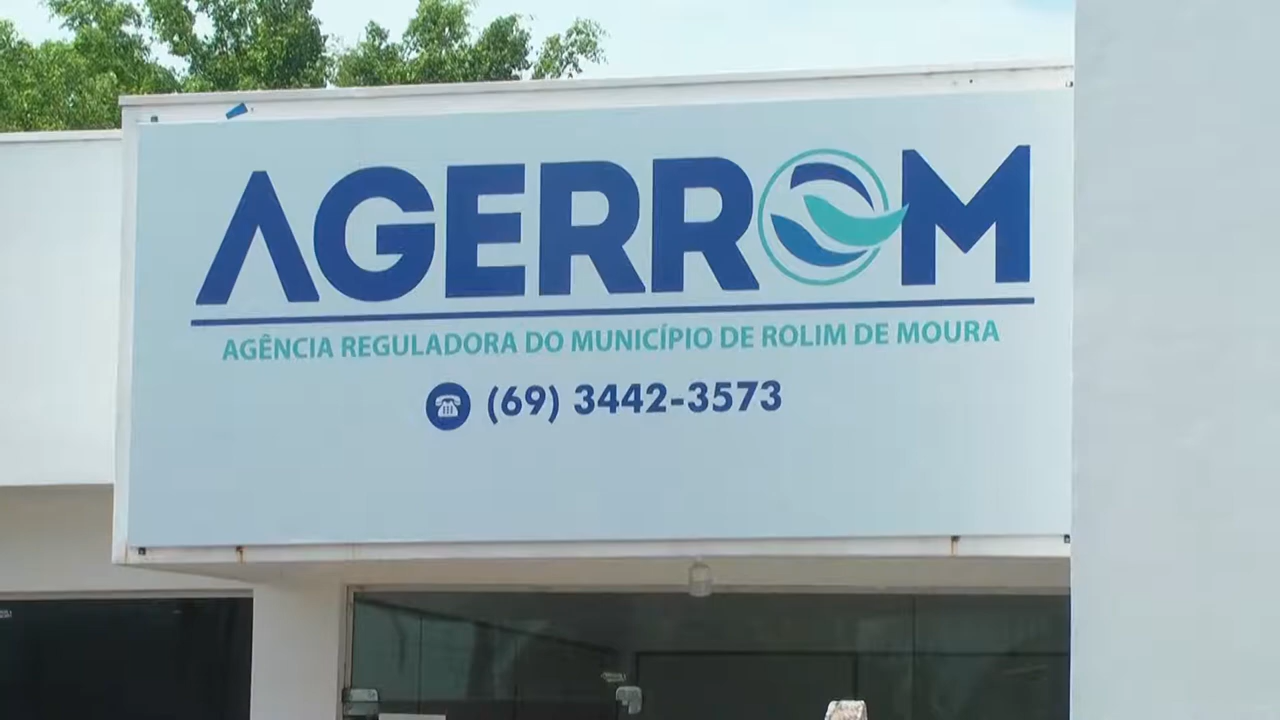 AGERROM
AGÊNCIA REGULADORA DO MUNICÍPIO DE ROLIM DE MOURA
(69) 3442-3573